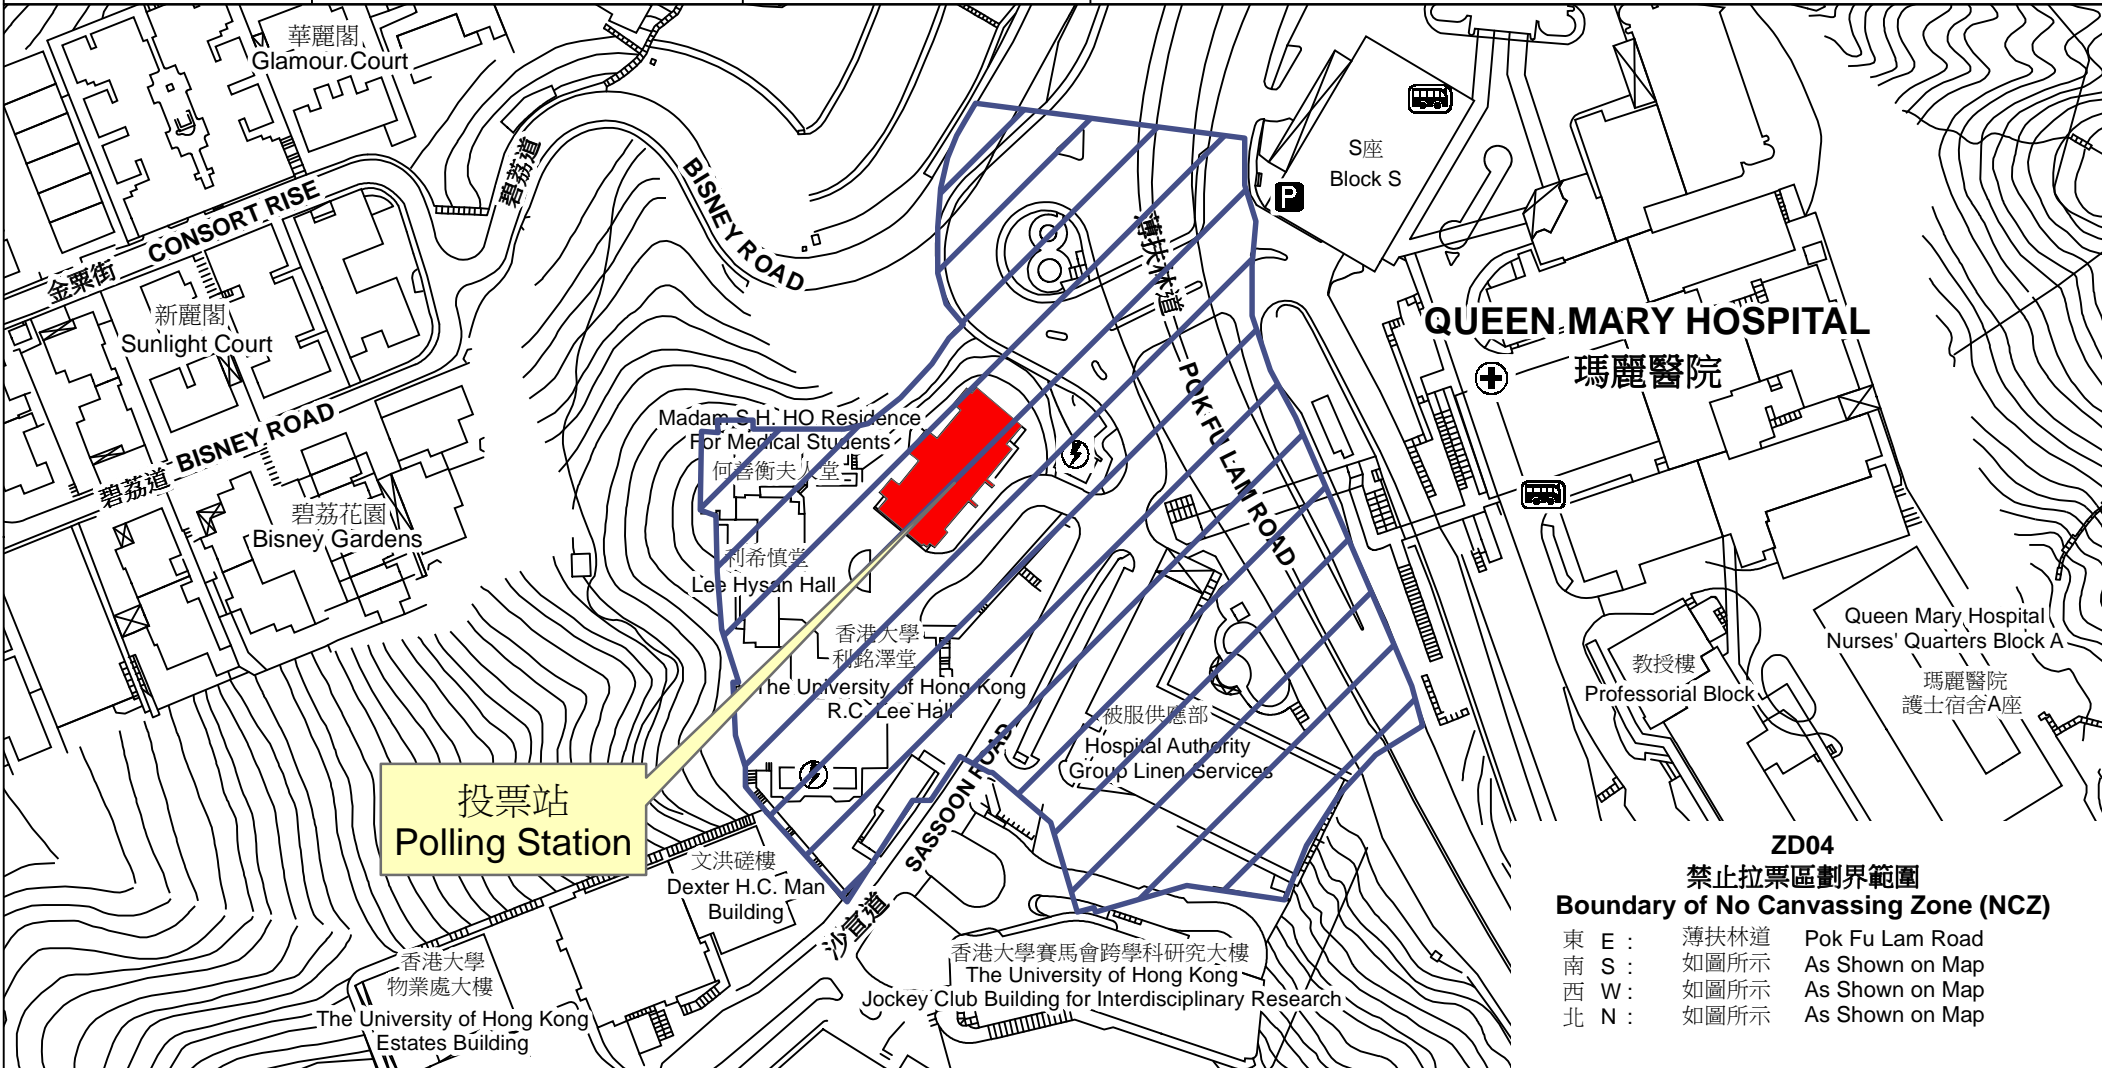 華麗閣
Glamour Court
碧荔道
BISNEY ROAD
S座
Block S
P
金粟街 CONSORT RISE
薄扶林道
POK FU LAM ROAD
新麗閣
Sunlight Court
QUEEN MARY HOSPITAL
瑪麗醫院
碧荔道 BISNEY ROAD
Madam S.H. HO Residence
For Medical Students
何善衡夫人堂
碧荔花園
Bisney Gardens
利希慎堂
Lee Hysan Hall
香港大學
利銘澤堂
The University of Hong Kong
R.C. Lee Hall
被服供應部
Hospital Authority
Group Linen Services
教授樓
Professorial Block
Queen Mary Hospital
Nurses' Quarters Block A
瑪麗醫院
護士宿舍A座
投票站
Polling Station
沙宣道 SASSOON ROAD
文洪磋樓
Dexter H.C. Man
Building
香港大學
物業處大樓
The University of Hong Kong
Estates Building
香港大學賽馬會跨學科研究大樓
The University of Hong Kong
Jockey Club Building for Interdisciplinary Research
ZD04
禁止拉票區劃界範圍
Boundary of No Canvassing Zone (NCZ)
東 E : 薄扶林道 Pok Fu Lam Road
南 S : 如圖所示 As Shown on Map
西 W : 如圖所示 As Shown on Map
北 N : 如圖所示 As Shown on Map